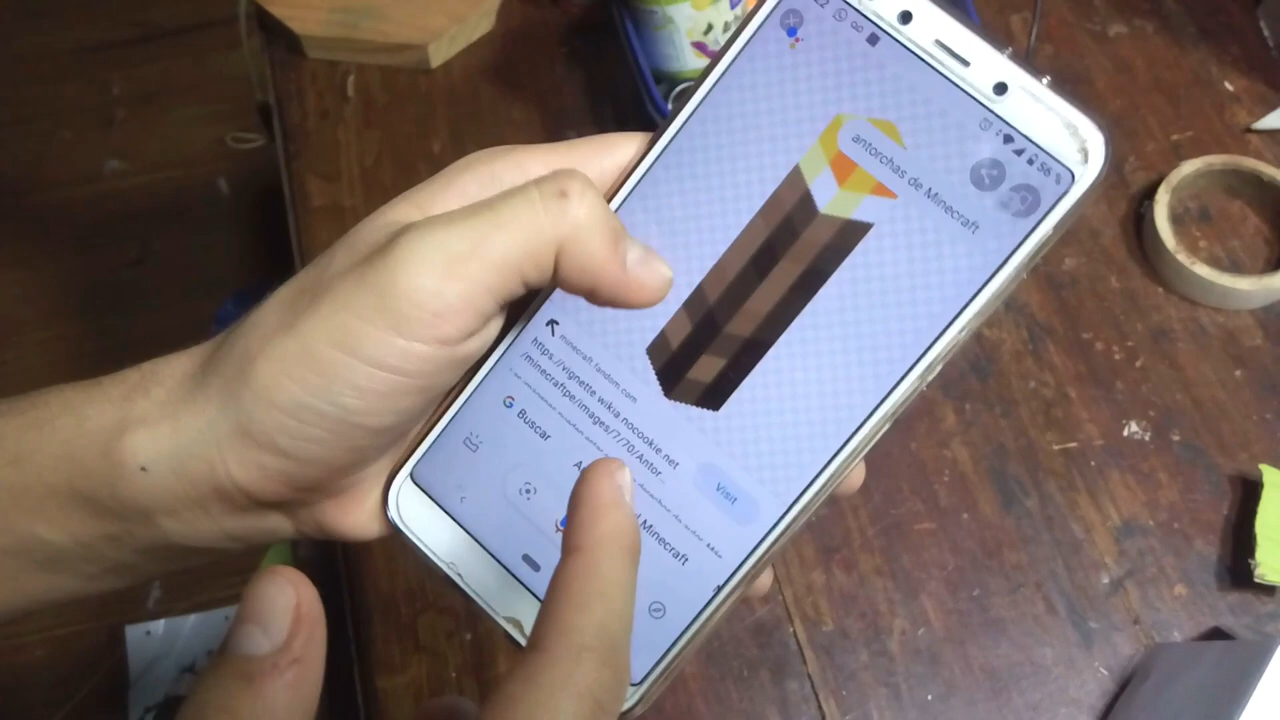 56 %
antorchas de Minecraft
minecraft.fandom.com
https://vignette.wikia.nocookie.net
/minecraftpe/images/7/70/Antor...
Visit
G Buscar
Minecraft